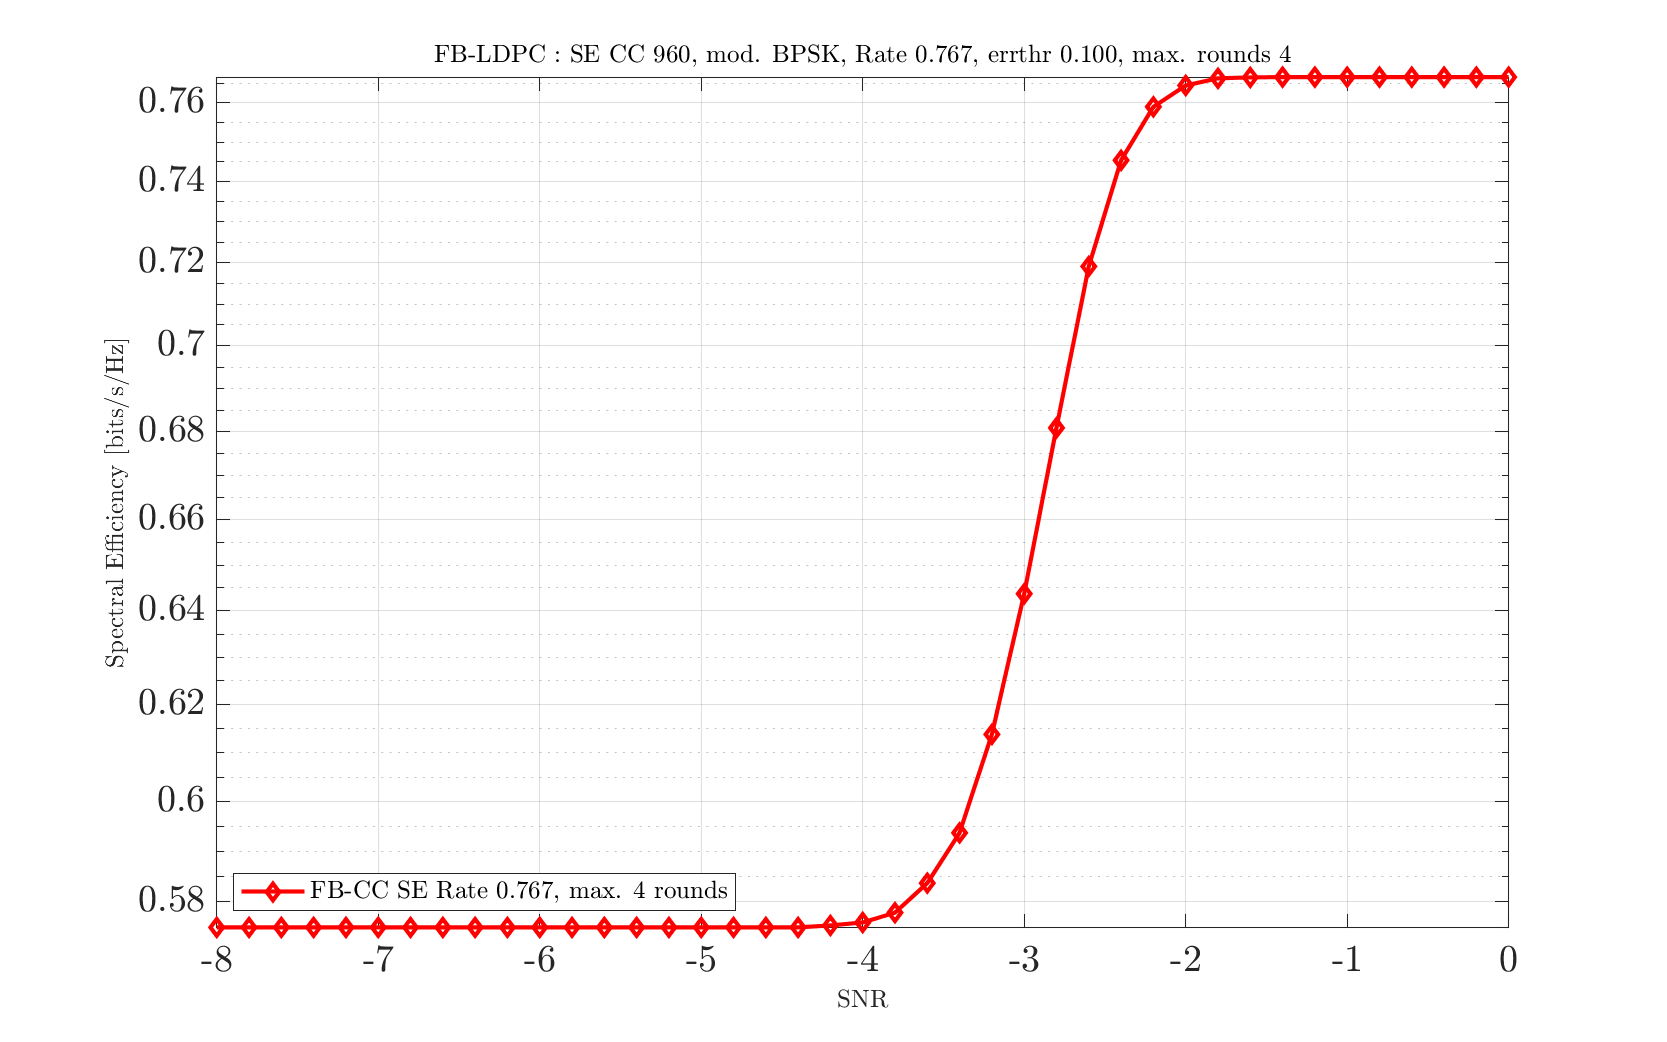 FB-LDPC : SE CC 960, mod. BPSK, Rate 0.767, errthr 0.100, max. rounds 4
0.76
0.74
0.72
0.7
0.68
0.66
0.64
0.62
0.6
0.58
Spectral Efficiency [bits/s/Hz]
FB-CC SE Rate 0.767, max. 4 rounds
-8 -7 -6 -5 -4 -3 -2 -1 0
SNR